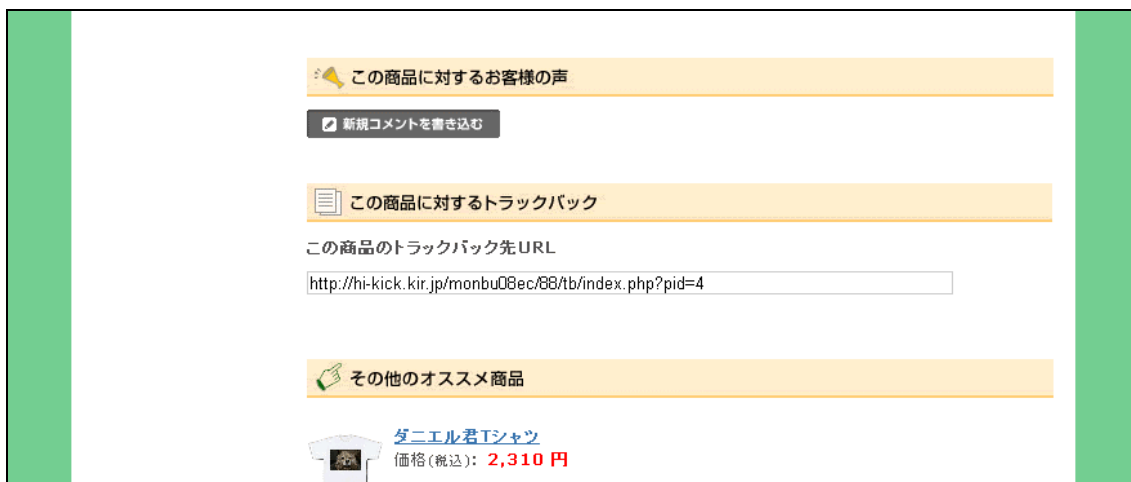 この商品に対するお客様の声
新規コメントを書き込む
この商品に対するトラックバック
この商品のトラックバック先URL
http://hi-kick.kir.jp/monbu08ec/88/tb/index.php?pid=4
その他のオススメ商品
ダニエル君Tシャツ
価格(税込): 2,310 円